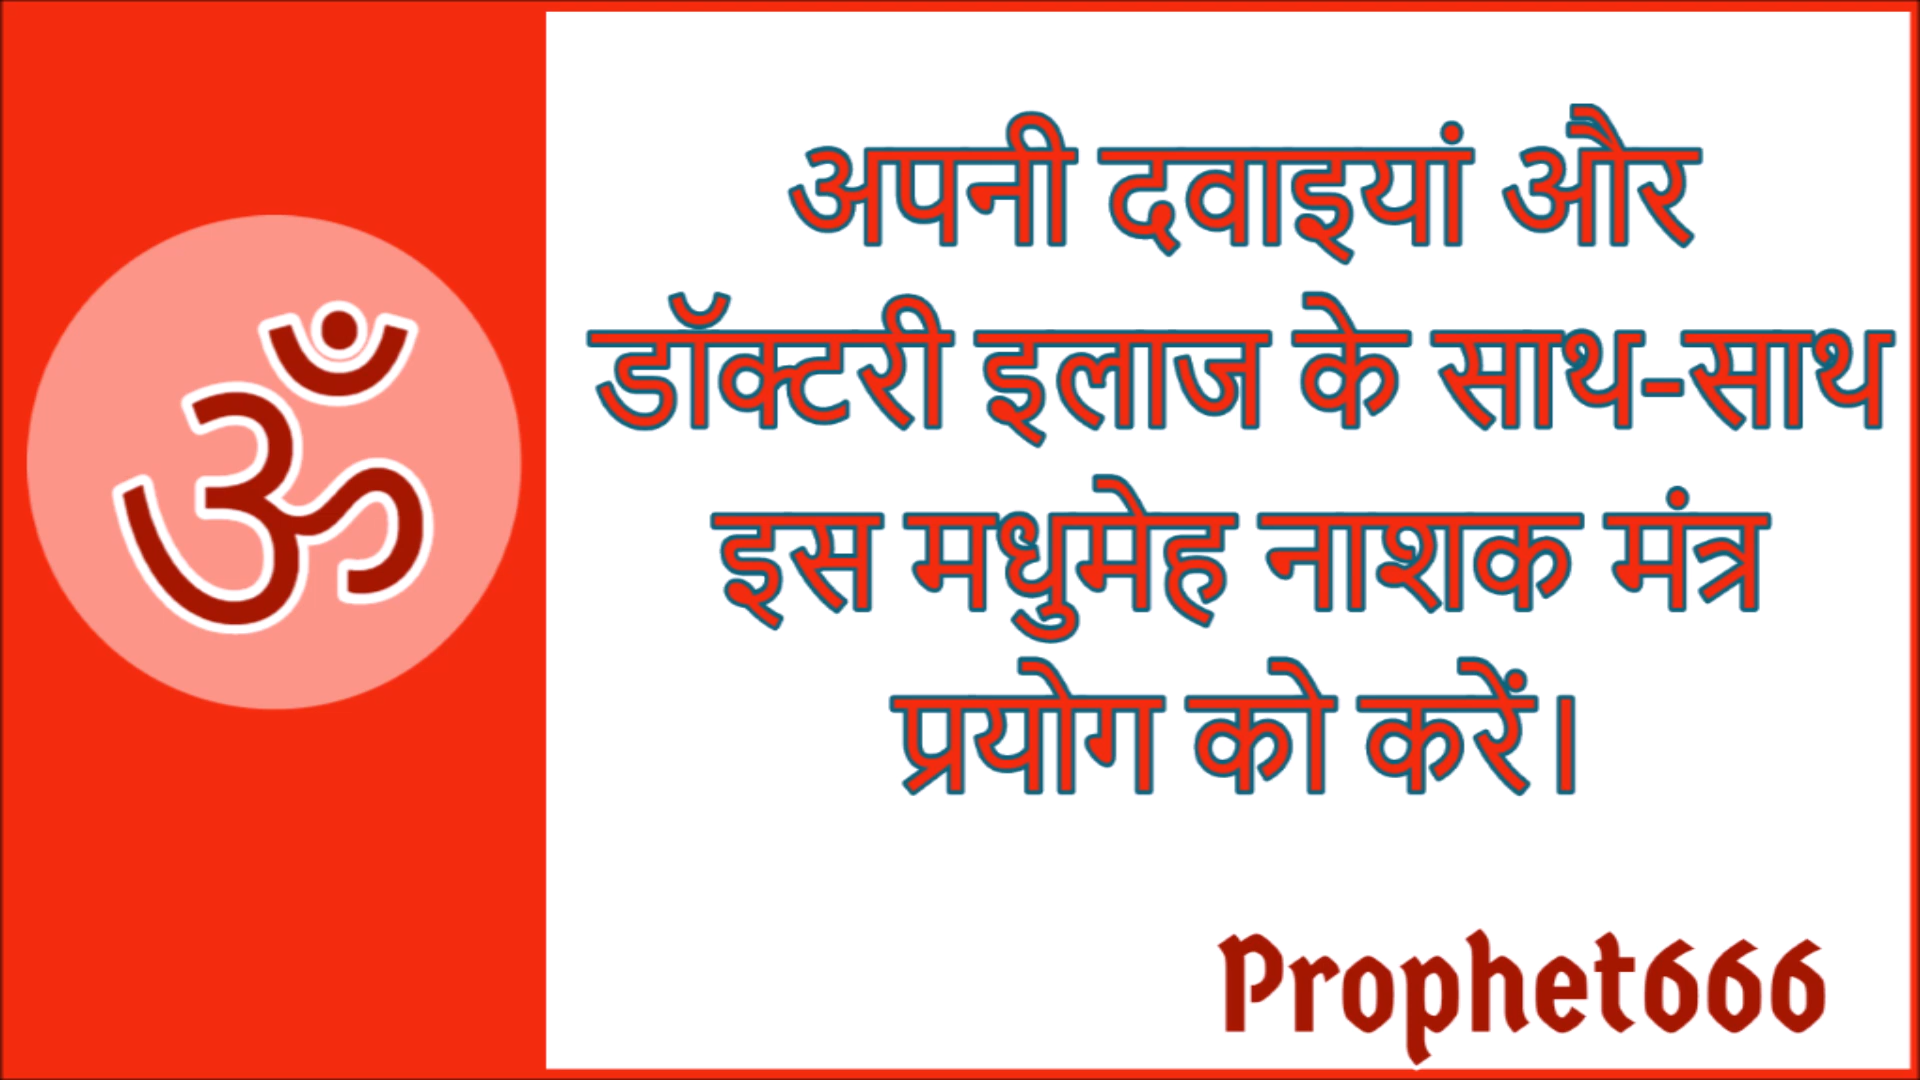 ॐ
अपनी दवाइयां और
डॉक्टरी इलाज के साथ-साथ
इस मधुमेह नाशक मंत्र
प्रयोग को करें।
Prophet666